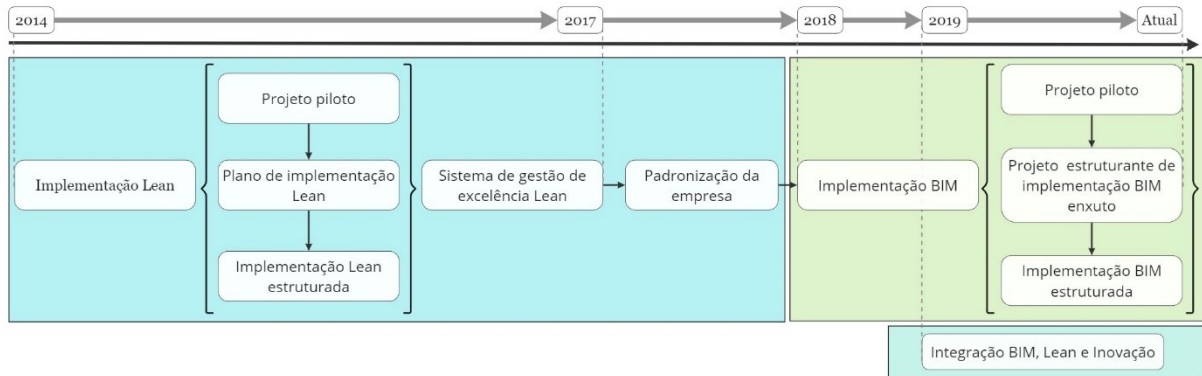 2014
2017
2018
2019
Atual
Implementação Lean
Projeto piloto
Plano de implementação
Lean
Implementação Lean
estruturada
Sistema de gestão de
excelência Lean
Padronização da
empresa
Implementação BIM
Projeto piloto
Projeto estruturante de
implementação BIM
enxuto
Implementação BIM
estruturada
Integração BIM, Lean e Inovação